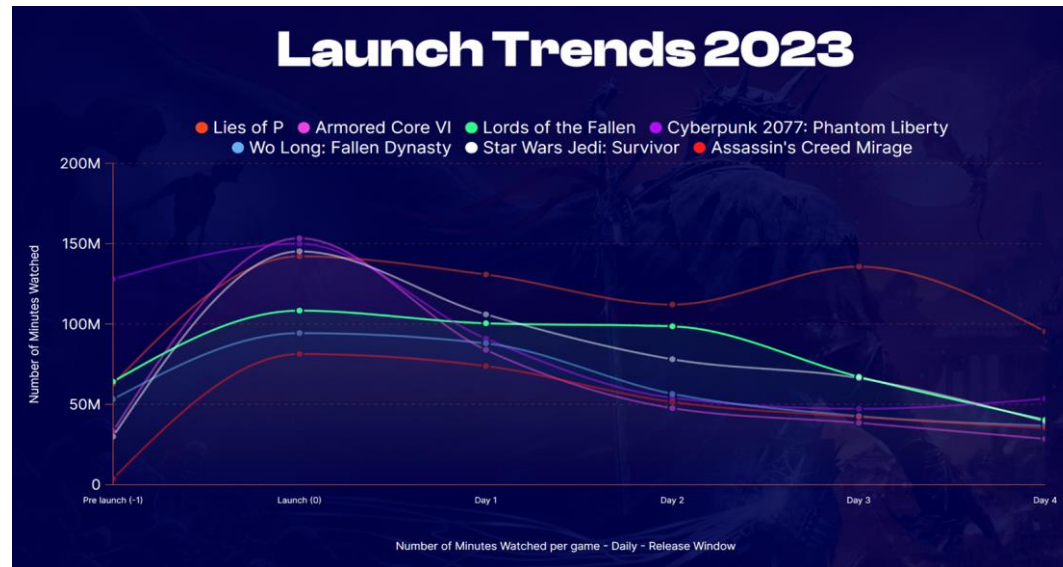 Launch Trends 2023
Lies of P Armored Core VI Lords of the Fallen Cyberpunk 2077: Phantom Liberty
Wo Long: Fallen Dynasty Star Wars Jedi: Survivor Assassin's Creed Mirage
200M
150M
100M
50M
0
Number of Minutes Watched
Pre launch (-1) Launch (0) Day 1 Day 2 Day 3 Day 4
Number of Minutes Watched per game - Daily - Release Window